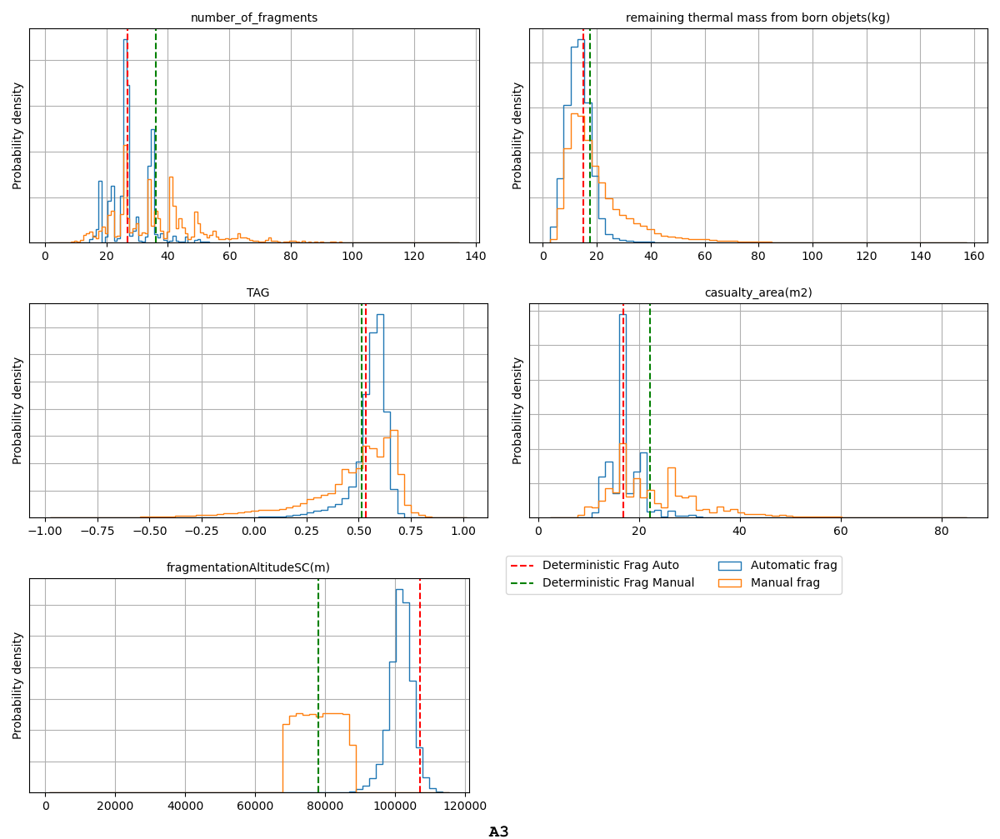 number_of_fragments
Probability density
0 20 40 60 80 100 120 140
remaining thermal mass from born objets(kg)
Probability density
0 20 40 60 80 100 120 140 160
TAG
Probability density
−1.00 −0.75 −0.50 −0.25 0.00 0.25 0.50 0.75 1.00
casualty_area(m2)
Probability density
0 20 40 60 80
fragmentationAltitudeSC(m)
Probability density
0 20000 40000 60000 80000 100000 120000
Deterministic Frag Auto
Deterministic Frag Manual
Automatic frag
Manual frag
A3